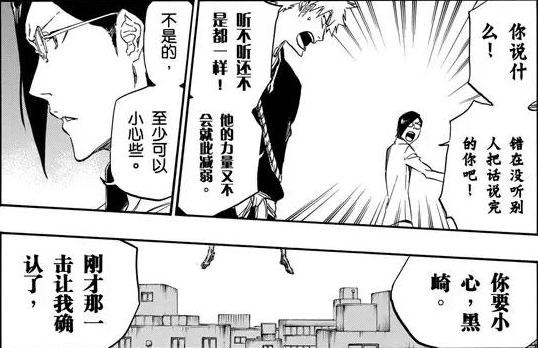 你说什
么！
错在没听别
人把话说完
的你吧！
听不听还不
是都一样！
他的力量又不
会就此减弱。
不是的，
至少可以
小心些。
你要小
心，黑
崎。
刚才那一
击让我确
认了，